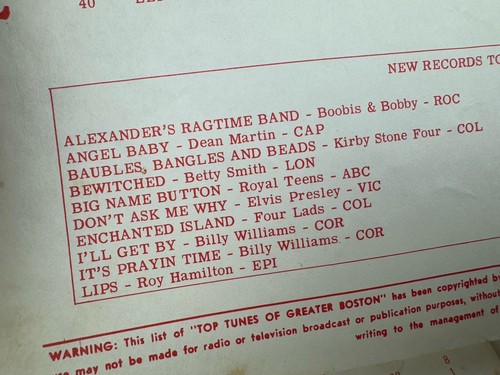 40
NEW RECORDS TO
ALEXANDER'S RAGTIME BAND - Boobis & Bobby - ROC
ANGEL BABY - Dean Martin - CAP
BAUBLES, BANGLES AND BEADS - Kirby Stone Four - COL
BEWITCHED - Betty Smith - LON
BIG NAME BUTTON - Royal Teens - ABC
DON'T ASK ME WHY - Elvis Presley - VIC
ENCHANTED ISLAND - Four Lads - COL
I'LL GET BY - Billy Williams - COR
IT'S PRAYIN TIME - Billy Williams - COR
LIPS - Roy Hamilton - EPI
WARNING: This list of "TOP TUNES OF GREATER BOSTON" has been copyrighted by
may not be made for radio or television broadcast or publication purposes, without
writing to the management of
8